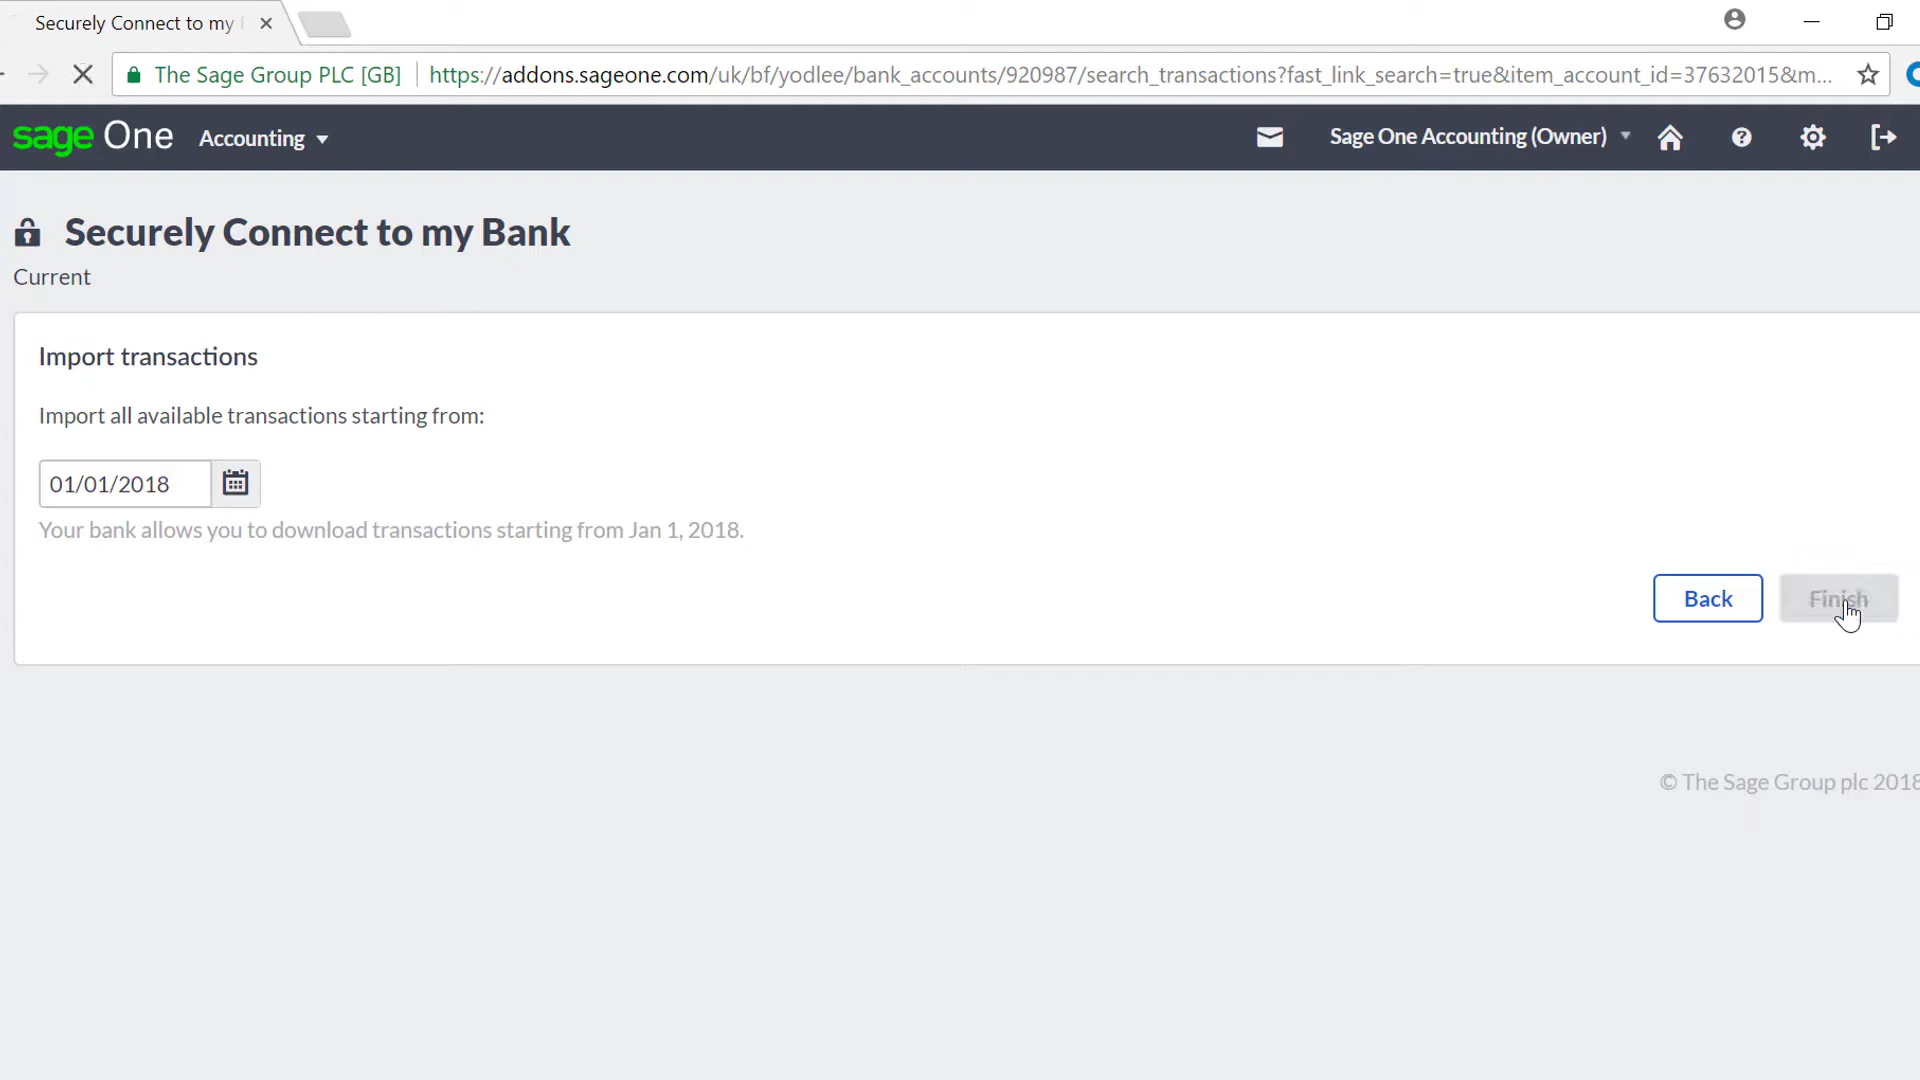 Securely Connect to my
The Sage Group PLC [GB] https://addons.sageone.com/uk/bf/yodlee/bank_accounts/920987/search_transactions?fast_link_search=true&item_account_id=37632015&m...
sage One Accounting Sage One Accounting (Owner)
Securely Connect to my Bank
Current
Import transactions
Import all available transactions starting from:
01/01/2018
Your bank allows you to download transactions starting from Jan 1, 2018.
Back Finish
© The Sage Group plc 2018